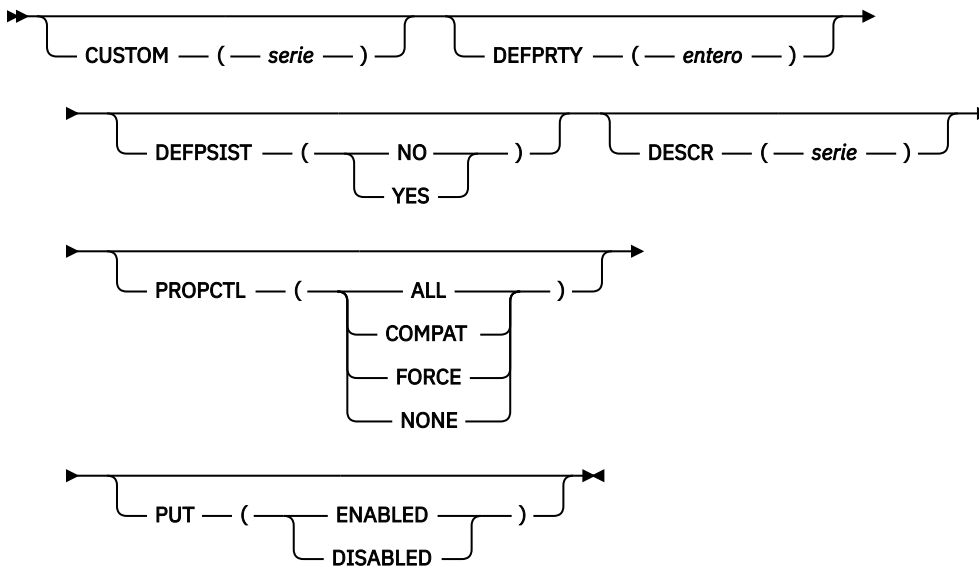 CUSTOM ( serie ) DEFPRTY ( entero )
DEFPSIST ( NO ) DESCR ( serie )
YES
PROPCTL ( ALL )
COMPAT
FORCE
NONE
PUT ( ENABLED )
DISABLED